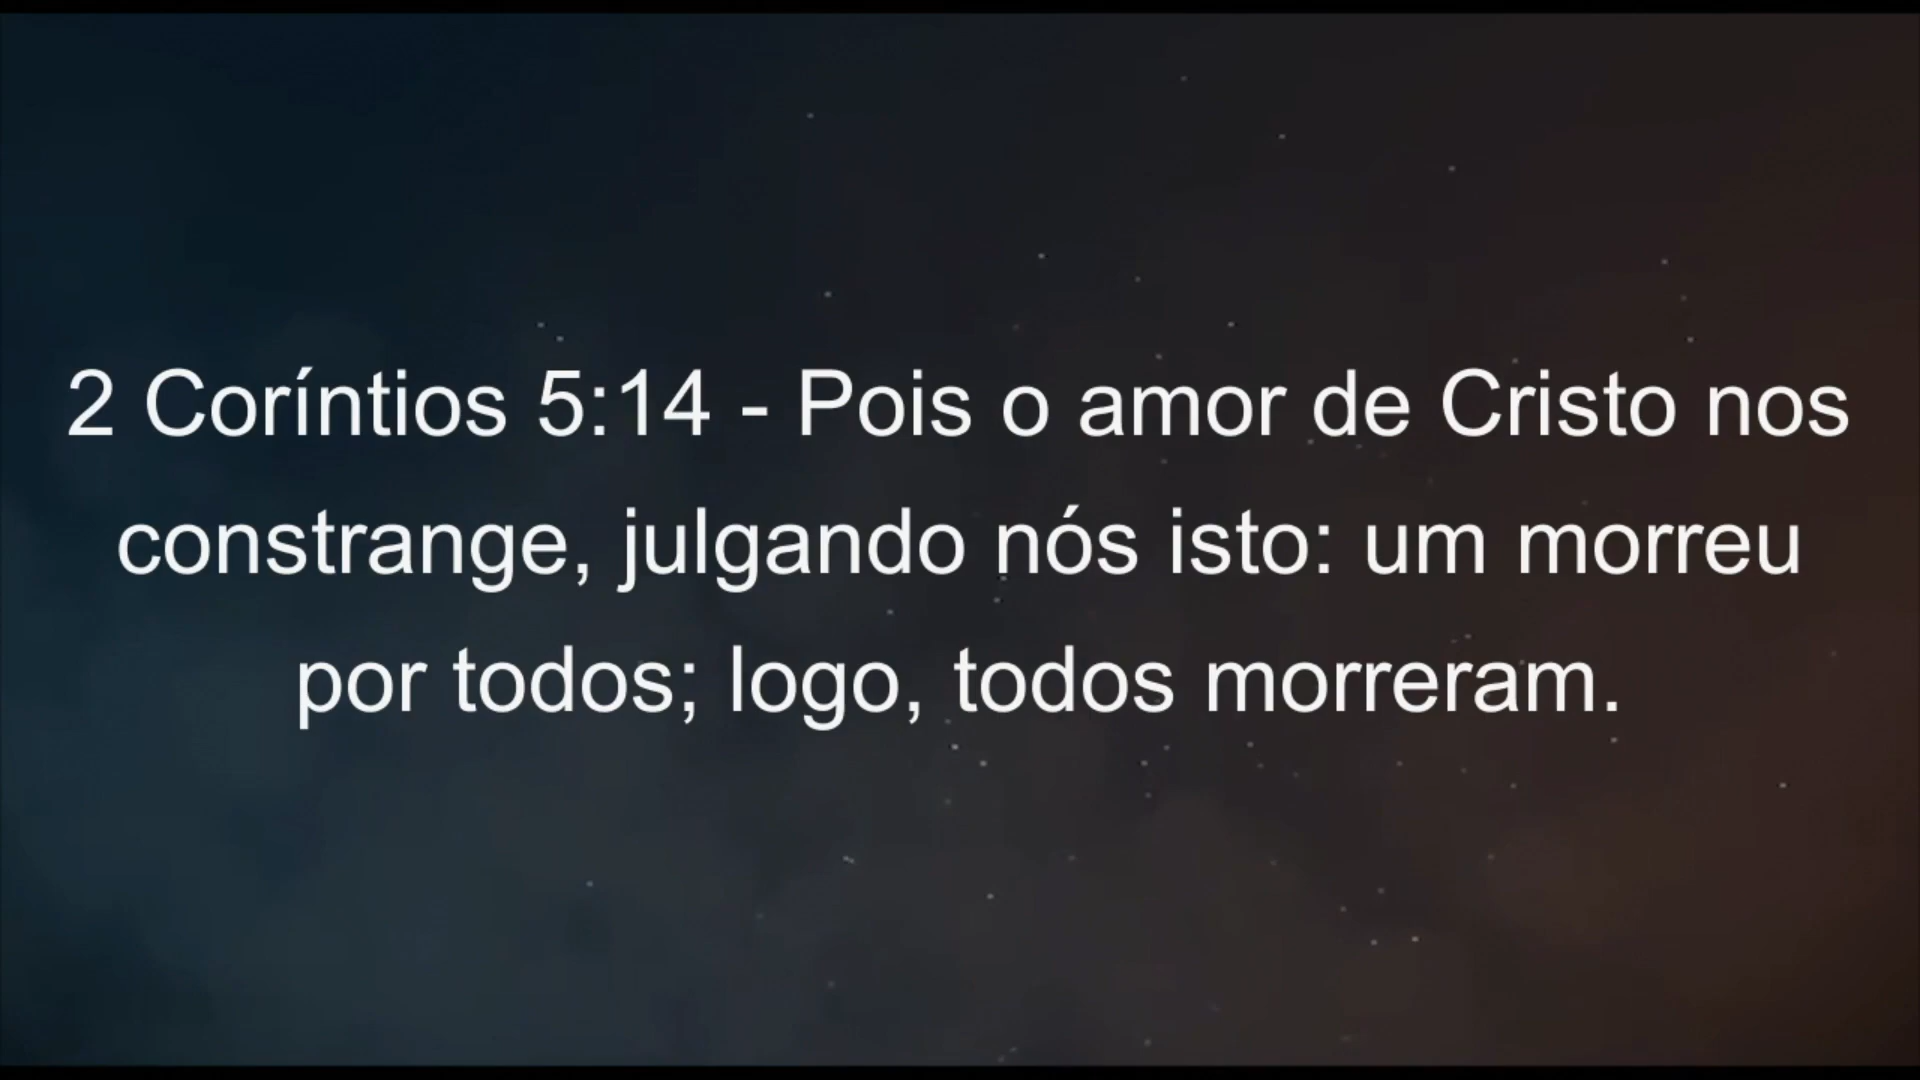 2 Coríntios 5:14 - Pois o amor de Cristo nos
constrange, julgando nós isto: um morreu
por todos; logo, todos morreram.